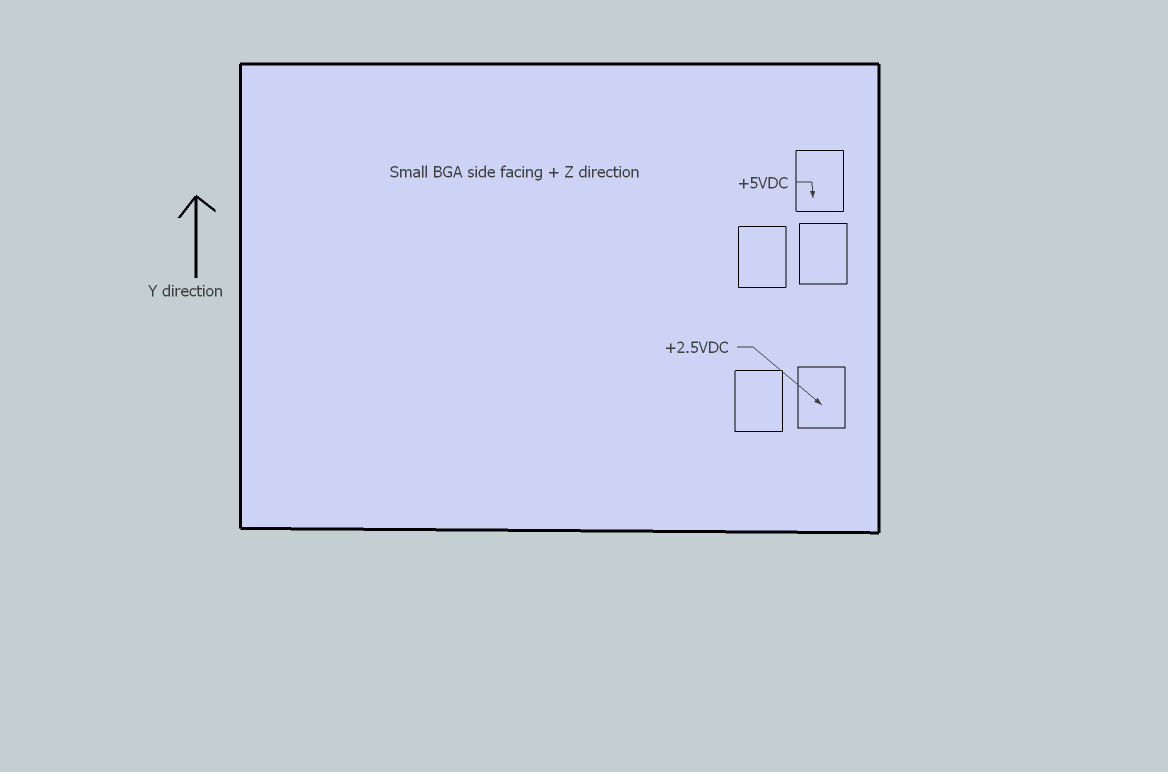 Small BGA side facing + Z direction
+5VDC
Y direction
+2.5VDC